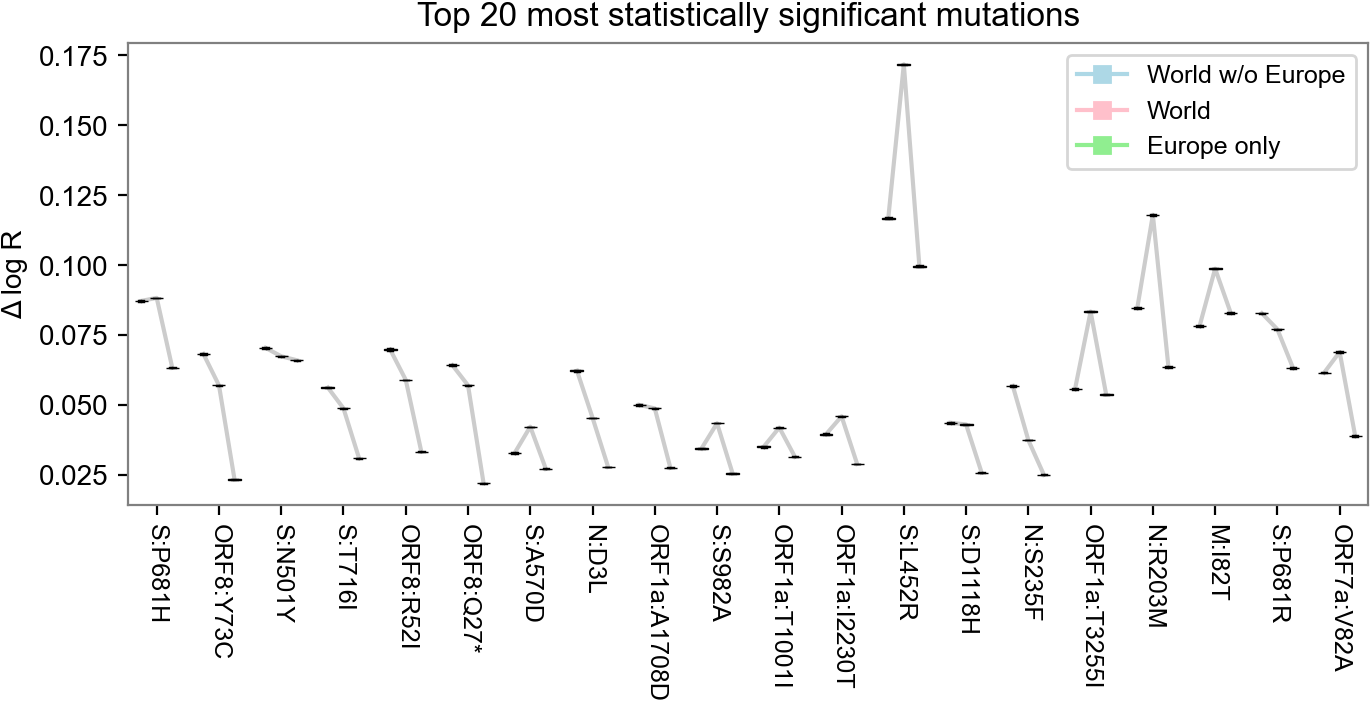 Top 20 most statistically significant mutations
Δ log R
0.175
0.150
0.125
0.100
0.075
0.050
0.025
World w/o Europe
World
Europe only
S:P681H
ORF8:Y73C
S:N501Y
S:T716I
ORF8:R52I
ORF8:Q27*
S:A570D
N:D3L
ORF1a:A1708D
S:S982A
ORF1a:T1001I
ORF1a:I2230T
S:L452R
S:D1118H
N:S235F
ORF1a:T3255I
N:R203M
M:I82T
S:P681R
ORF7a:V82A